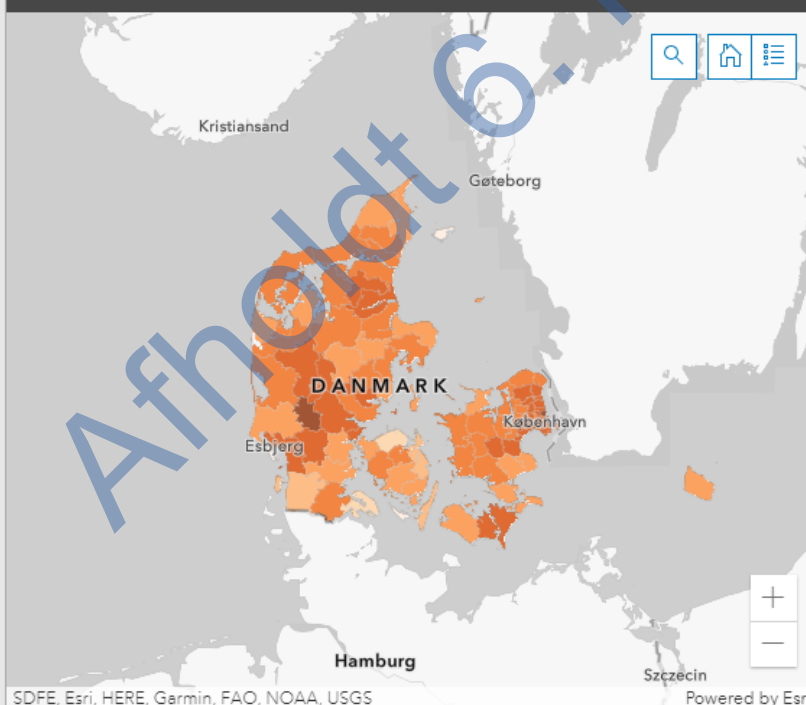 Afholdt 6.
Kristiansand
Gøteborg
DANMARK
København
Esbjerg
Hamburg
Szczecin
+
−
SDFE, Esri, HERE, Garmin, FAO, NOAA, USGS
Powered by Esr